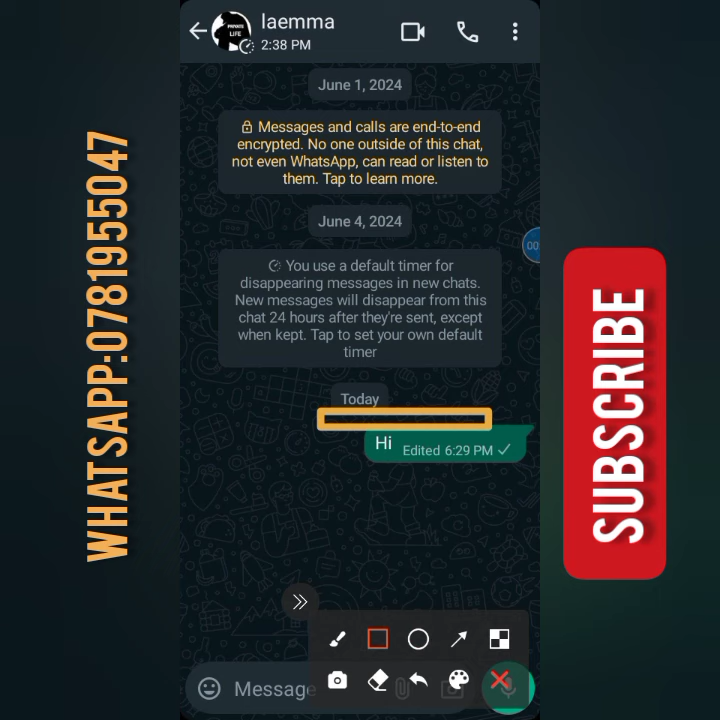 WHATSAPP:0781955047
PRIVATE
LIFE
laemma
2:38 PM
June 1, 2024
Messages and calls are end-to-end
encrypted. No one outside of this chat,
not even WhatsApp, can read or listen to
them. Tap to learn more.
June 4, 2024
00:
You use a default timer for
disappearing messages in new chats.
New messages will disappear from this
chat 24 hours after they're sent, except
when kept. Tap to set your own default
timer
Today
Hi
Edited 6:29 PM
Message
SUBSCRIBE